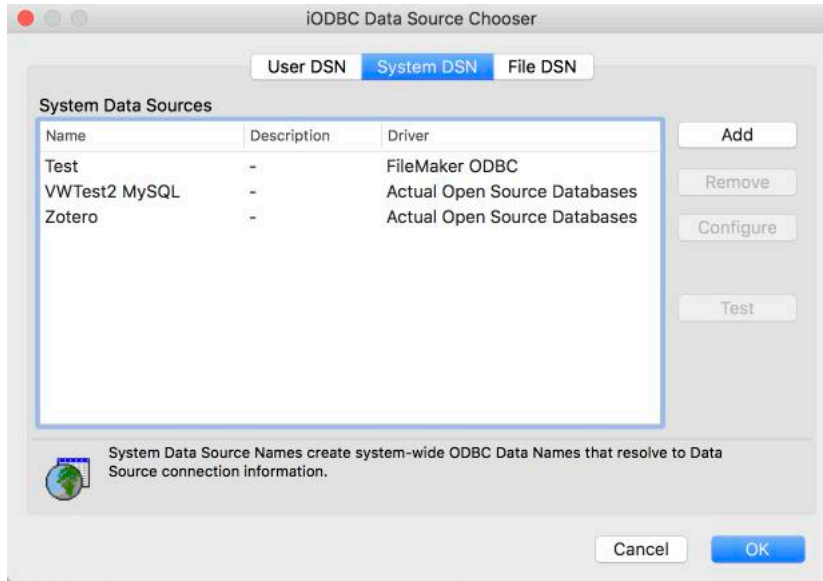 iODBC Data Source Chooser
User DSN System DSN File DSN
System Data Sources
Name Description Driver
Test - FileMaker ODBC
VWTest2 MySQL - Actual Open Source Databases
Zotero - Actual Open Source Databases
Add
Remove
Configure
Test
System Data Source Names create system-wide ODBC Data Names that resolve to Data
Source connection information.
Cancel OK